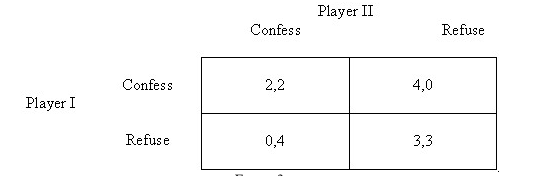 Player II
Confess Refuse
Confess 2,2 4,0
Player I
Refuse 0,4 3,3